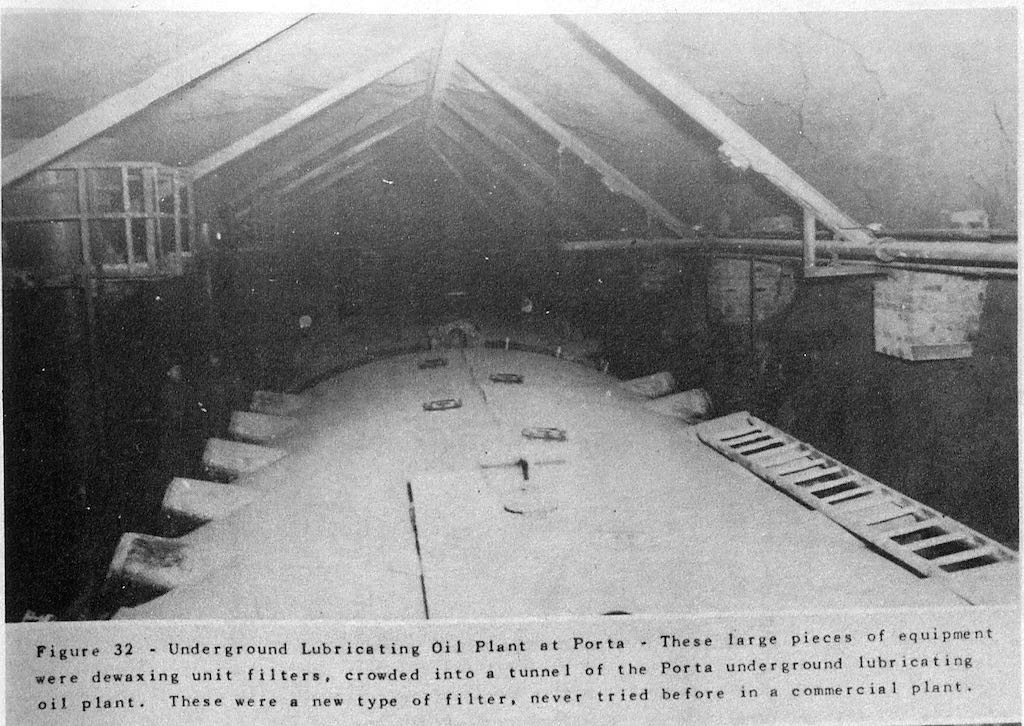 Figure 32 - Underground Lubricating Oil Plant at Porta - These large pieces of equipment
were dewaxing unit filters, crowded into a tunnel of the Porta underground lubricating
oil plant. These were a new type of filter, never tried before in a commercial plant.